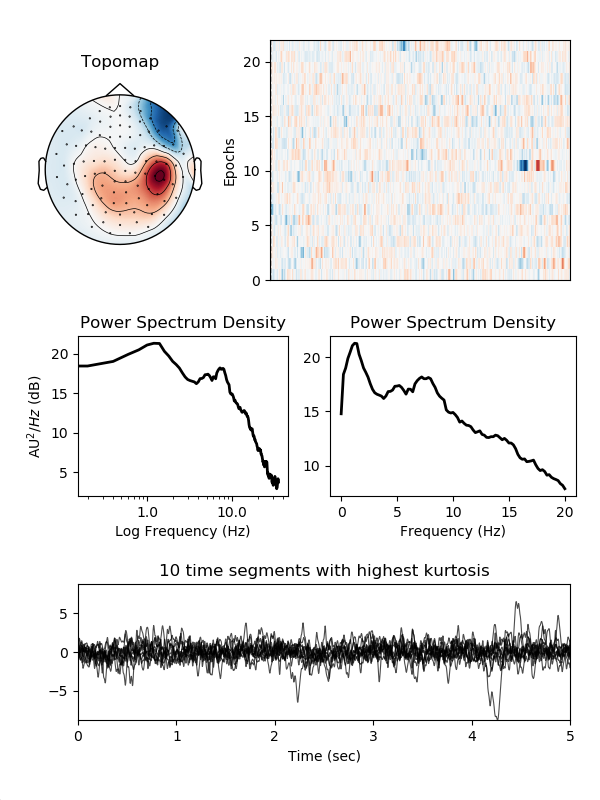 Topomap
Epochs
20
15
10
5
0
Power Spectrum Density
AU²/Hz (dB)
20
15
10
5
1.0 10.0
Log Frequency (Hz)
Power Spectrum Density
20
15
10
0 5 10 15 20
Frequency (Hz)
10 time segments with highest kurtosis
5
0
−5
0 1 2 3 4 5
Time (sec)